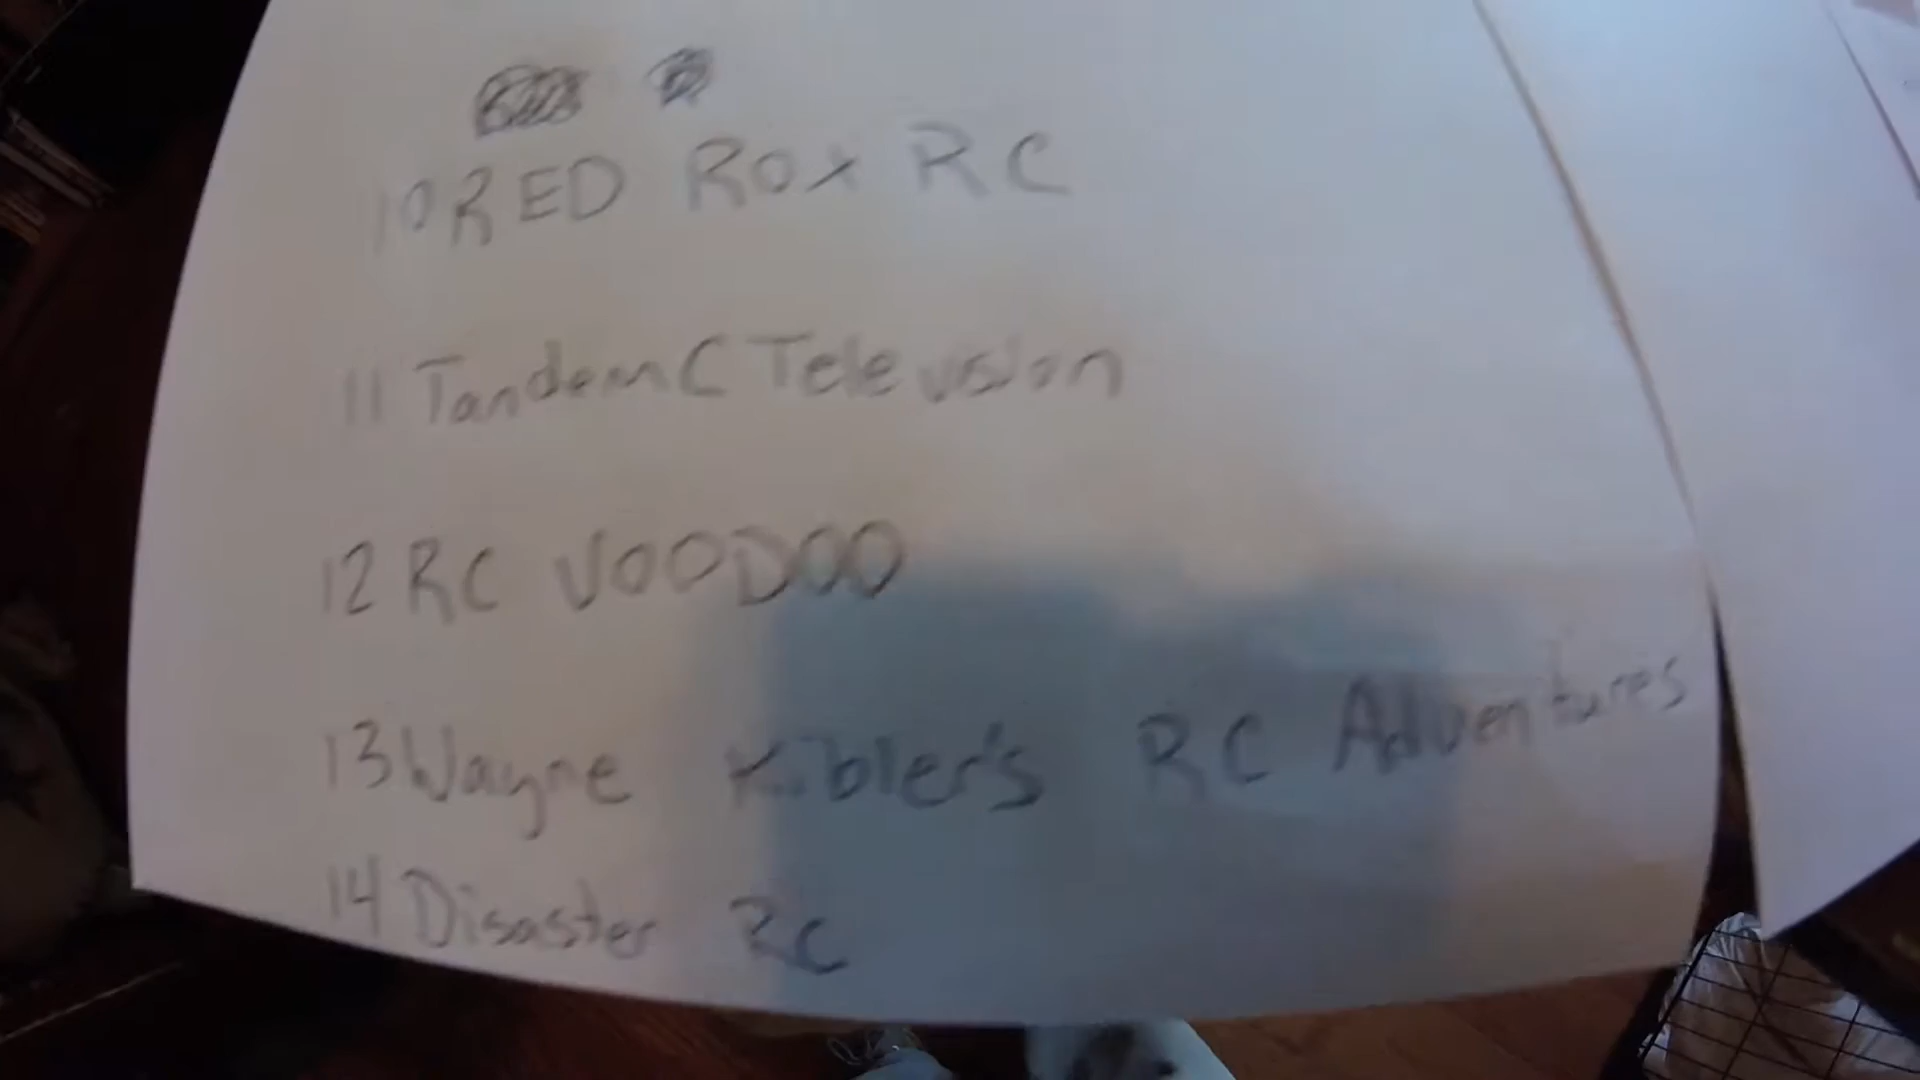 10 RED ROX RC
11 TandemC Television
12 RC VOODOO
13 Wayne Kibler's RC Adventures
14 Disaster RC